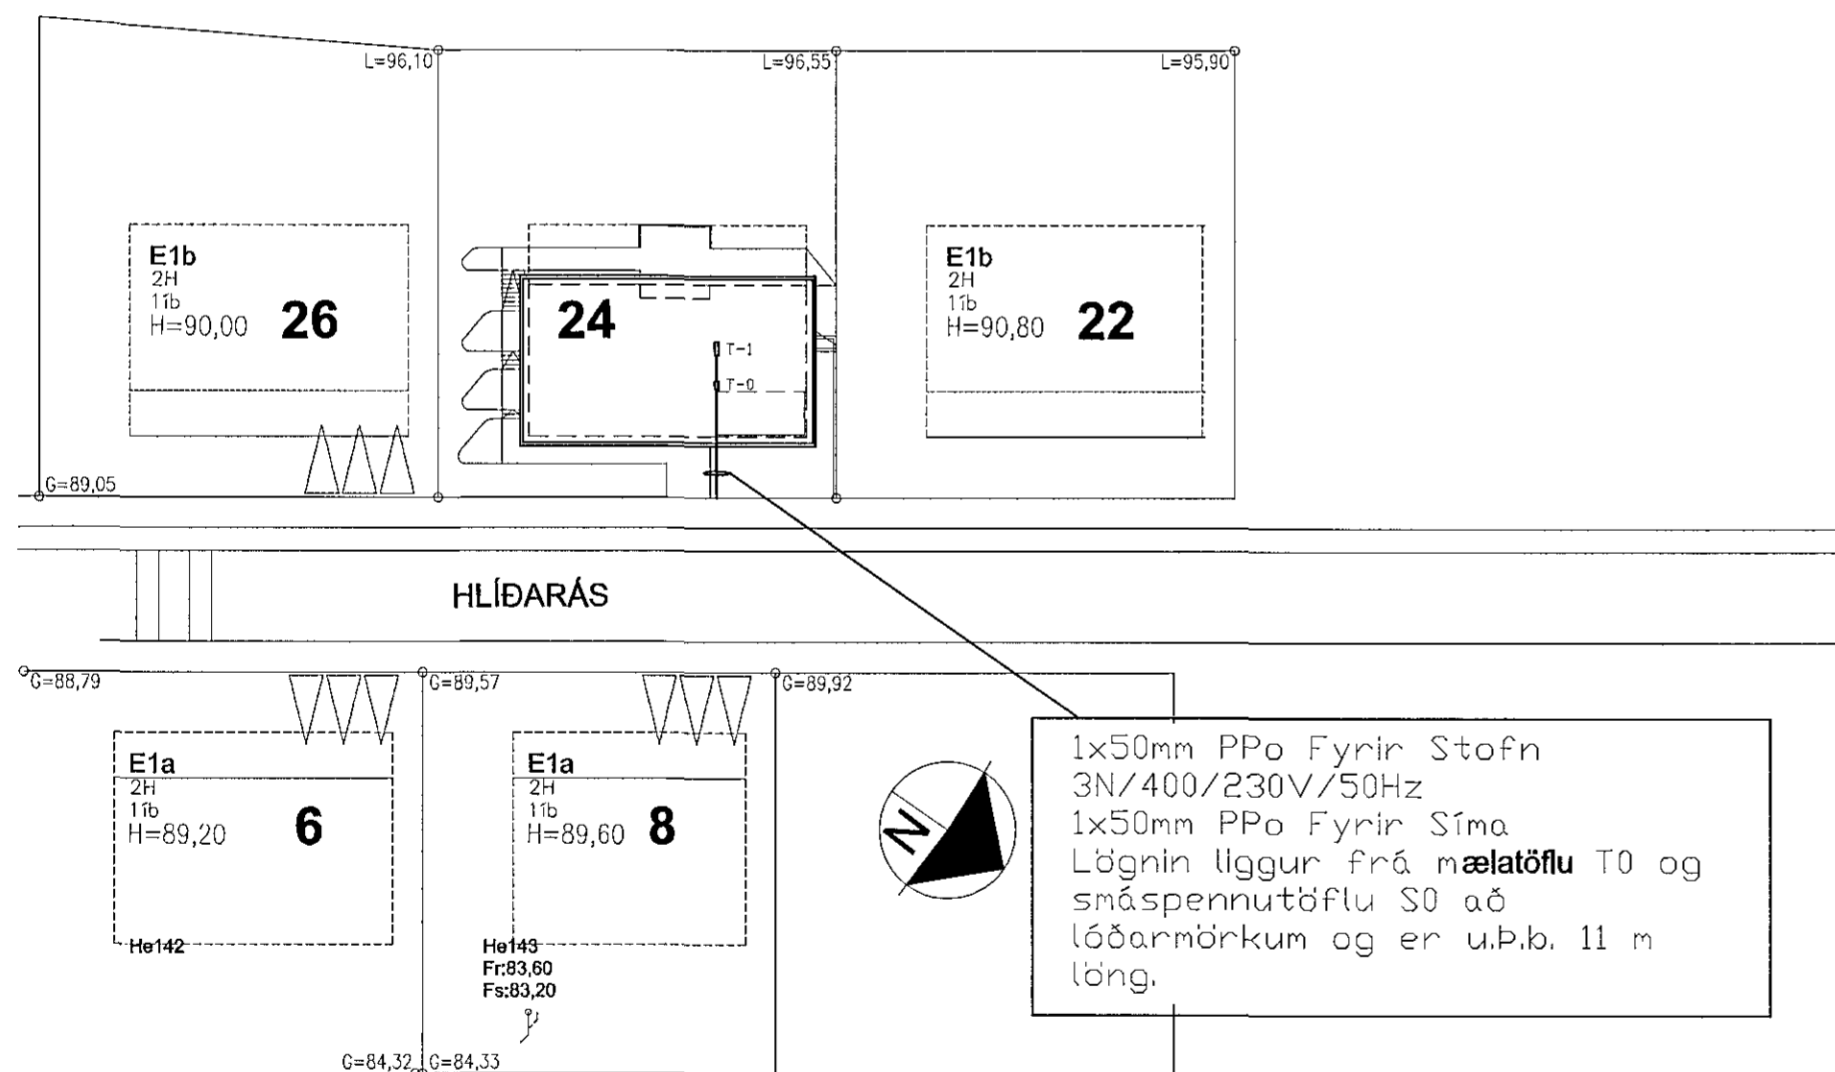 L=96,10
L=96,55
L=95,90
E1b
2H
1íb
H=90,00
26
24
T-1
T-0
E1b
2H
1íb
H=90,80
22
G=89,05
HLÍÐARÁS
G=88,79
G=89,57
G=89,92
E1a
2H
1íb
H=89,20
6
He142
E1a
2H
1íb
H=89,60
8
He143
Fr:83,60
Fs:83,20
G=84,32
G=84,33
N
1x50mm PPo Fyrir Stofn
3N/400/230V/50Hz
1x50mm PPo Fyrir Síma
Lögnin liggur frá mælatöflu T0 og
smáspennutöflu S0 að
lóðarmörkum og er u.þ.b. 11 m
löng.